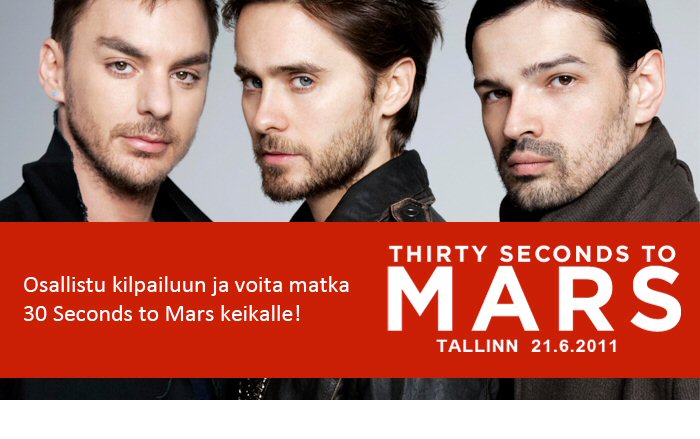 Osallistu kilpailuun ja voita matka
30 Seconds to Mars keikalle!
THIRTY SECONDS TO
MARS
TALLINN 21.6.2011